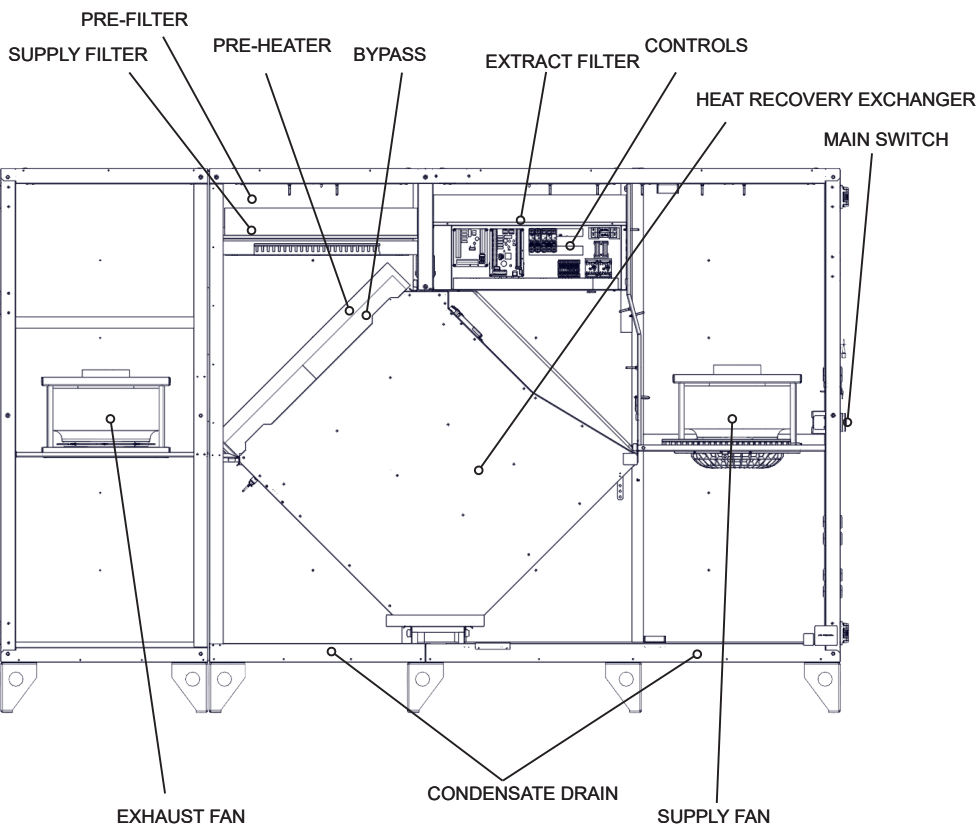 PRE-FILTER
SUPPLY FILTER
PRE-HEATER
BYPASS
EXTRACT FILTER
CONTROLS
HEAT RECOVERY EXCHANGER
MAIN SWITCH
CONDENSATE DRAIN
EXHAUST FAN
SUPPLY FAN